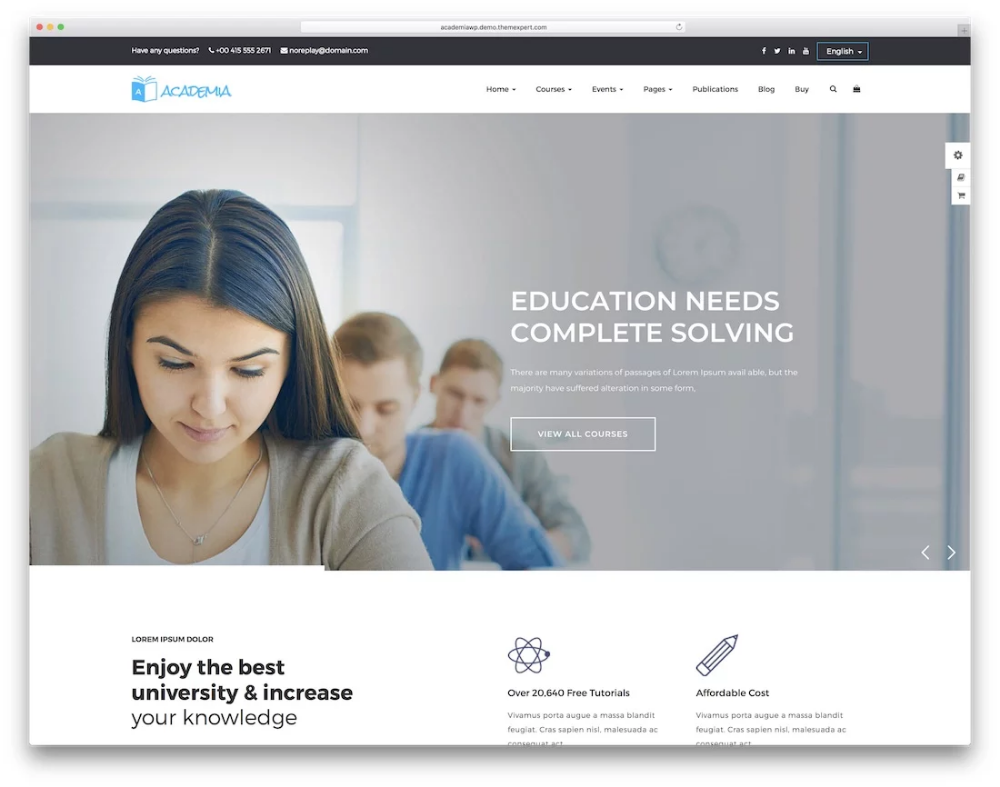 academiawp.demo.themexpert.com
Have any questions? +00 415 555 2671 noreplay@domain.com English
A ACADEMIA Home Courses Events Pages Publications Blog Buy
EDUCATION NEEDS
COMPLETE SOLVING
There are many variations of passages of Lorem Ipsum avail able, but the
majority have suffered alteration in some form,
VIEW ALL COURSES
LOREM IPSUM DOLOR
Enjoy the best
university & increase
your knowledge
Over 20,640 Free Tutorials
Vivamus porta augue a massa blandit
feugiat. Cras sapien nisl, malesuada ac
consequat act
Affordable Cost
Vivamus porta augue a massa blandit
feugiat. Cras sapien nisl, malesuada ac
consequat act